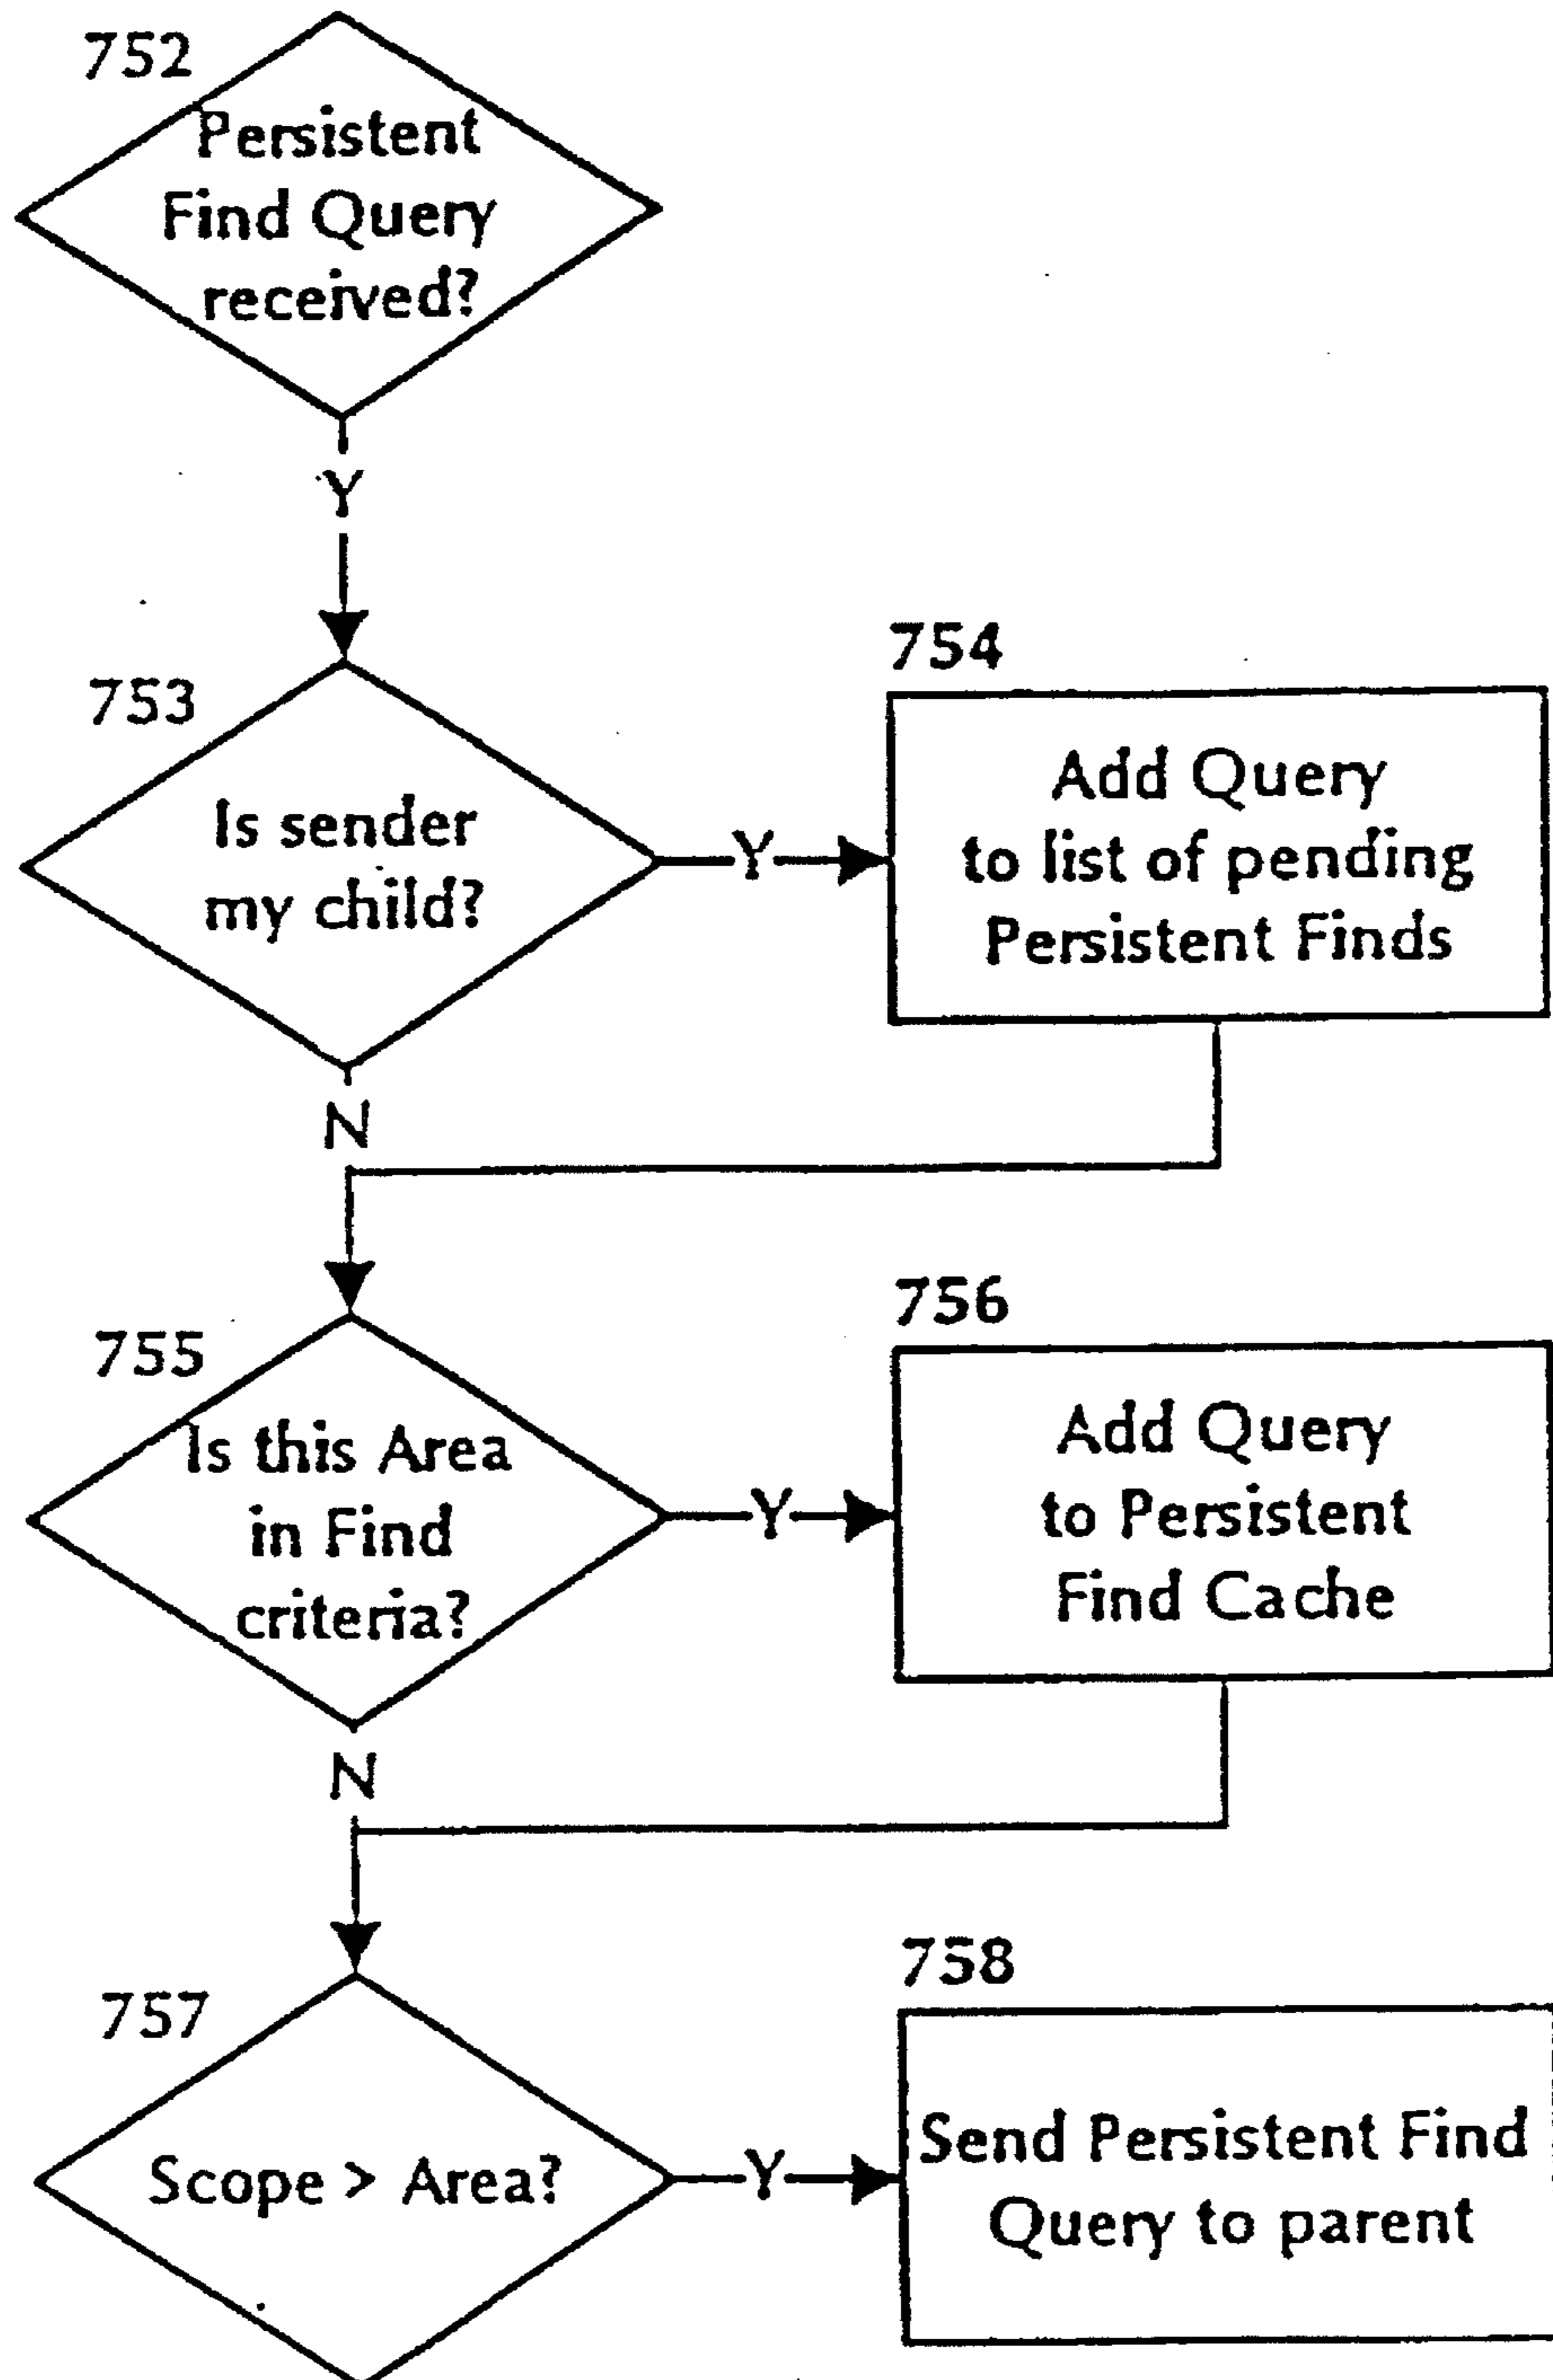 752
Persistent
Find Query
received?
Y
753
Is sender
my child?
Y
754
Add Query
to list of pending
Persistent Finds
N
755
Is this Area
in Find
criteria?
Y
756
Add Query
to Persistent
Find Cache
N
757
Scope > Area?
Y
758
Send Persistent Find
Query to parent